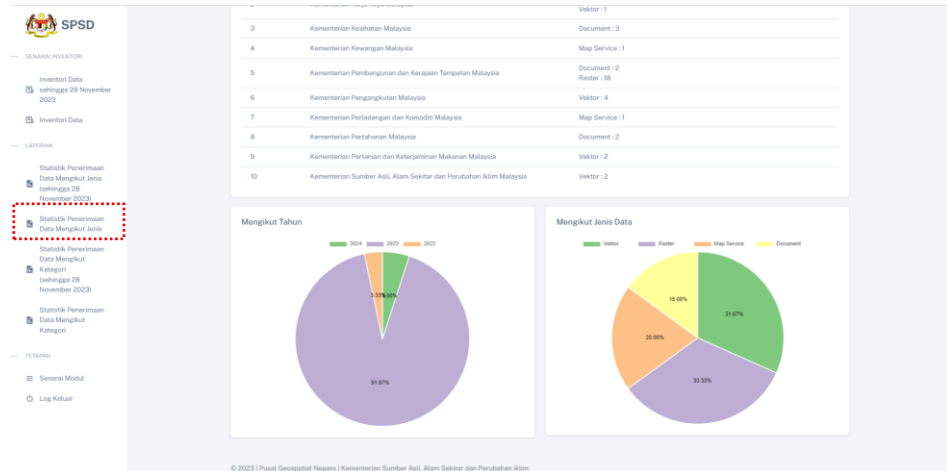 SPSD
SENARAI INVENTORI
Inventori Data
sehingga 28 November
2023
Inventori Data
LAPORAN
Statistik Penerimaan
Data Mengikut Jenis
(sehingga 28
November 2023)
Statistik Penerimaan
Data Mengikut Jenis
Statistik Penerimaan
Data Mengikut
Kategori
(sehingga 28
November 2023)
Statistik Penerimaan
Data Mengikut
Kategori
TETAPAN
Senarai Modul
Log Keluar
Vektor : 1
3 Kementerian Kesihatan Malaysia Document : 3
4 Kementerian Kewangan Malaysia Map Service : 1
5 Kementerian Pembangunan dan Kerajaan Tempatan Malaysia Document : 2
Raster : 18
6 Kementerian Pengangkutan Malaysia Vektor : 4
7 Kementerian Perladangan dan Komoditi Malaysia Map Service : 1
8 Kementerian Pertahanan Malaysia Document : 2
9 Kementerian Pertanian dan Keterjaminan Makanan Malaysia Vektor : 2
10 Kementerian Sumber Asli, Alam Sekitar dan Perubahan Iklim Malaysia Vektor : 2
Mengikut Tahun
2024 2023 2022
3.33% 5.00%
91.67%
Mengikut Jenis Data
Vektor Raster Map Service Document
15.00%
31.67%
20.00%
33.33%
© 2023 | Pusat Geospatial Negara | Kementerian Sumber Asli, Alam Sekitar dan Perubahan Iklim